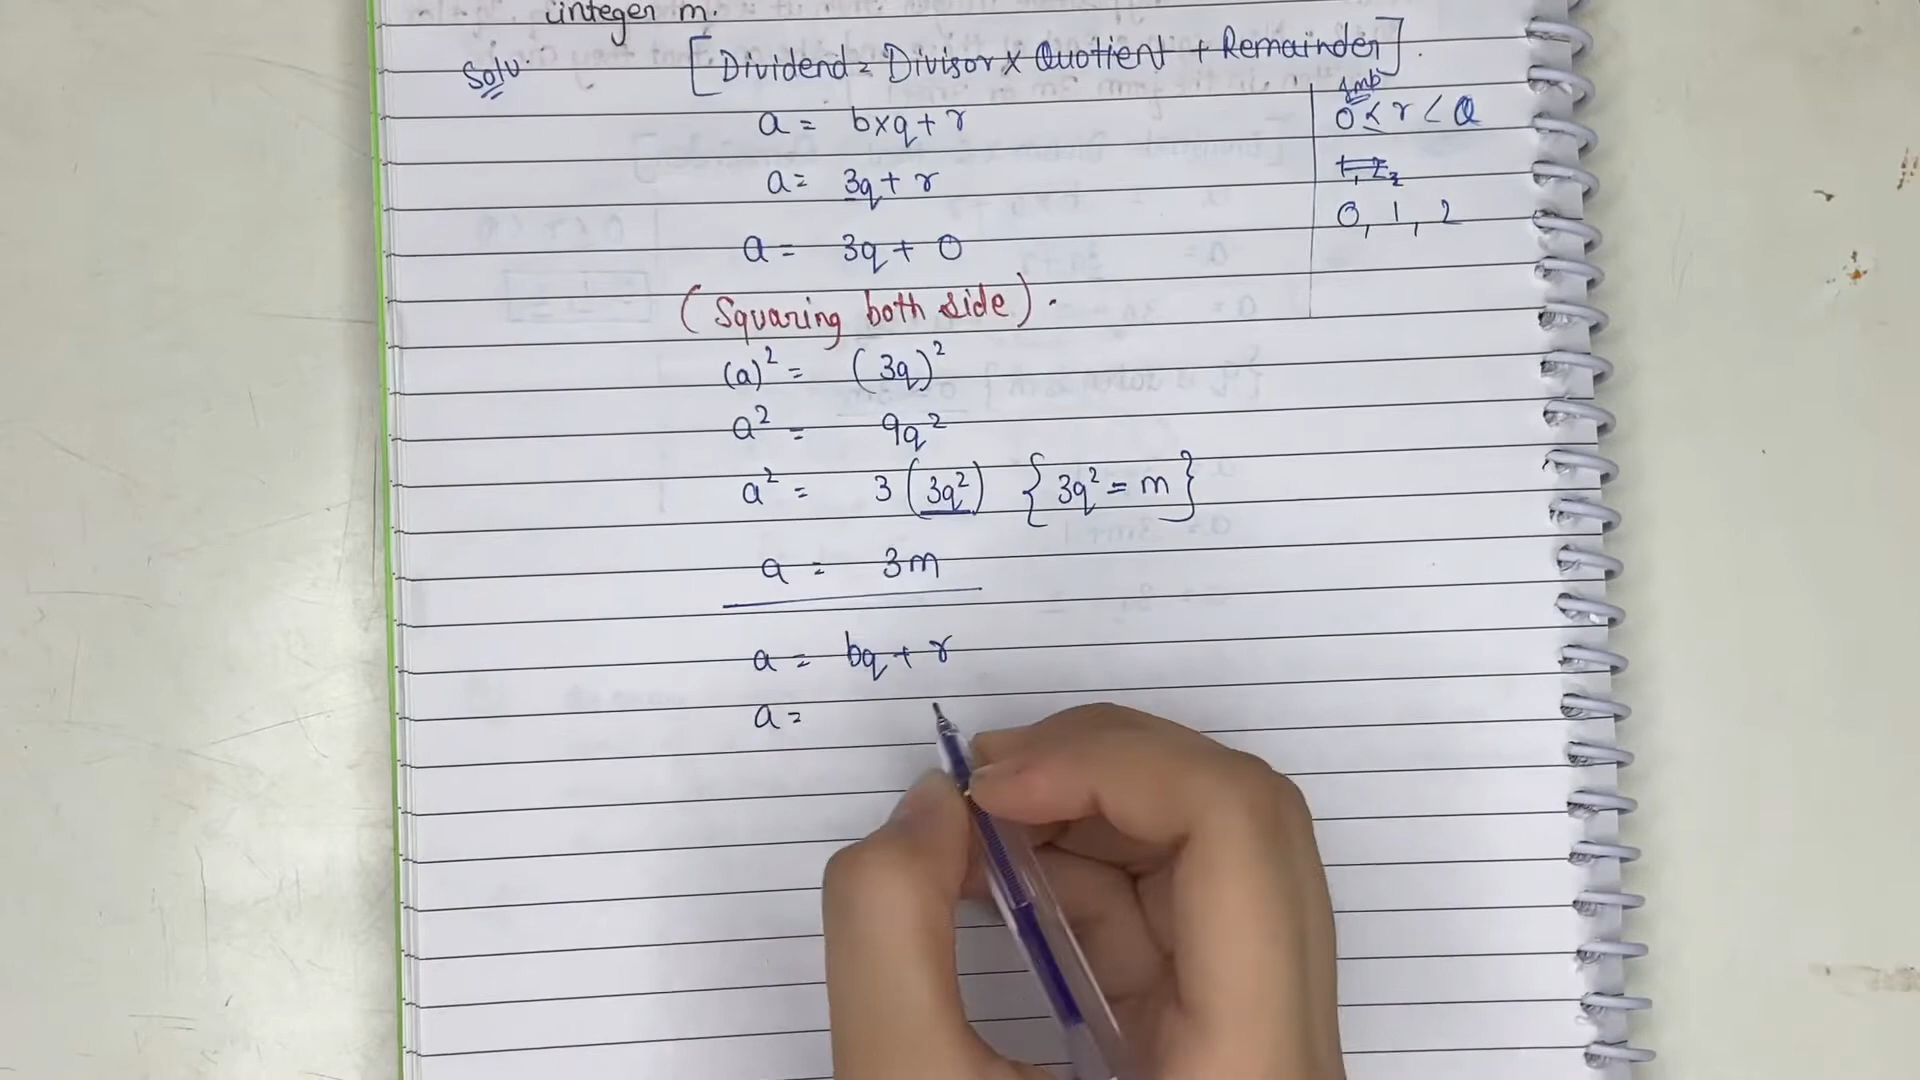 integer m.
Solu. [Dividend = Divisor x Quotient + Remainder].
a = b x q + r
a = 3q + r
a = 3q + 0
(Squaring both side).
(a)² = (3q)²
a² = 9q²
a² = 3(3q²) {3q² = m}
a = 3m
a = bq + r
a =
Imp
0 ≤ r < Q
0, 1, 2